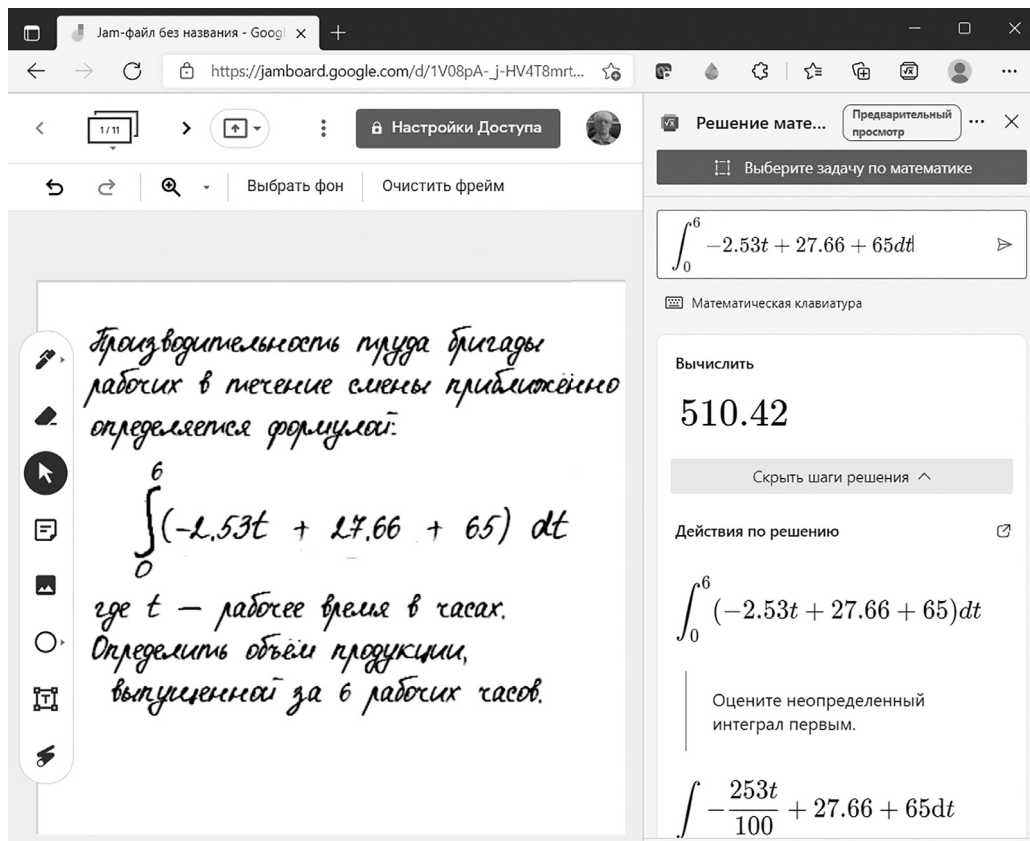 Jam-файл без названия - Googl
https://jamboard.google.com/d/1V08pA-_j-HV4T8mrt...
1 / 11
Настройки Доступа
Выбрать фон
Очистить фрейм
Производительность труда бригады
рабочих в течение смены приближённо
определяется формулой:
∫₀⁶(-2.53t + 27.66 + 65) dt
где t — рабочее время в часах.
Определить объём продукции,
выпущенной за 6 рабочих часов.
Решение мате...
Предварительный
просмотр
Выберите задачу по математике
∫₀⁶ −2.53t + 27.66 + 65dt
Математическая клавиатура
Вычислить
510.42
Скрыть шаги решения
Действия по решению
∫₀⁶ (−2.53t + 27.66 + 65)dt
Оцените неопределенный
интеграл первым.
∫ −253t/100 + 27.66 + 65dt